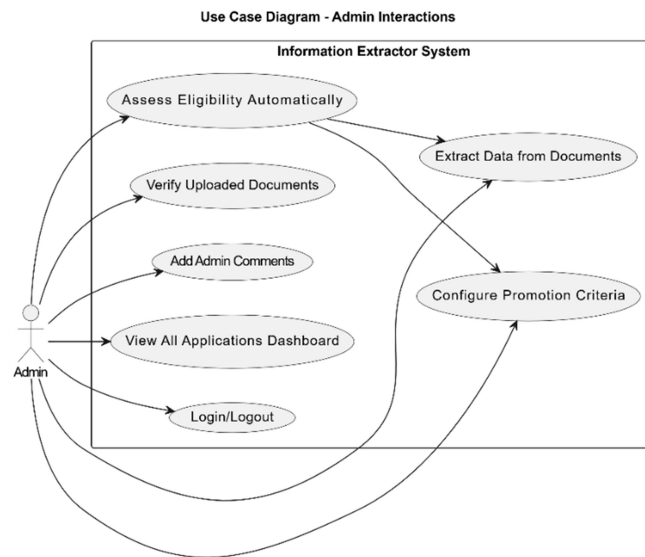 Use Case Diagram - Admin Interactions
Information Extractor System
Assess Eligibility Automatically
Extract Data from Documents
Verify Uploaded Documents
Add Admin Comments
Configure Promotion Criteria
View All Applications Dashboard
Admin
Login/Logout